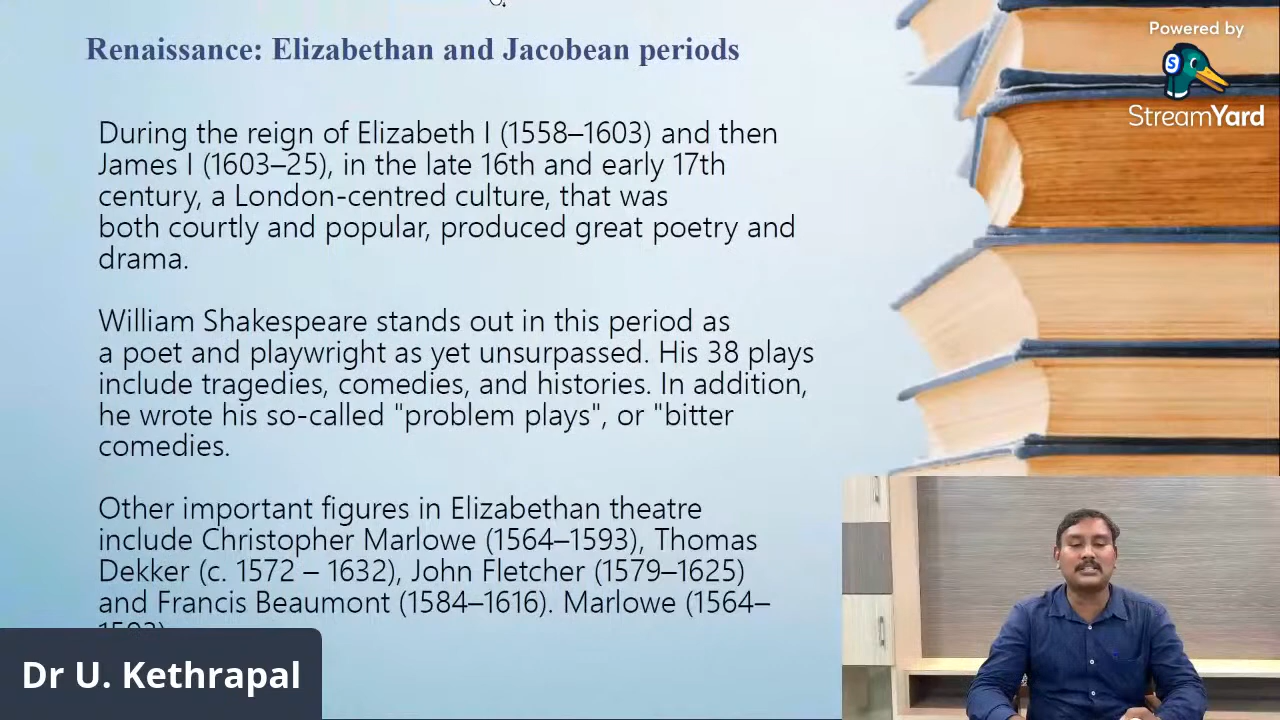 Renaissance: Elizabethan and Jacobean periods
Powered by
StreamYard
During the reign of Elizabeth I (1558–1603) and then
James I (1603–25), in the late 16th and early 17th
century, a London-centred culture, that was
both courtly and popular, produced great poetry and
drama.
William Shakespeare stands out in this period as
a poet and playwright as yet unsurpassed. His 38 plays
include tragedies, comedies, and histories. In addition,
he wrote his so-called "problem plays", or "bitter
comedies.
Other important figures in Elizabethan theatre
include Christopher Marlowe (1564–1593), Thomas
Dekker (c. 1572 – 1632), John Fletcher (1579–1625)
and Francis Beaumont (1584–1616). Marlowe (1564–
Dr U. Kethrapal